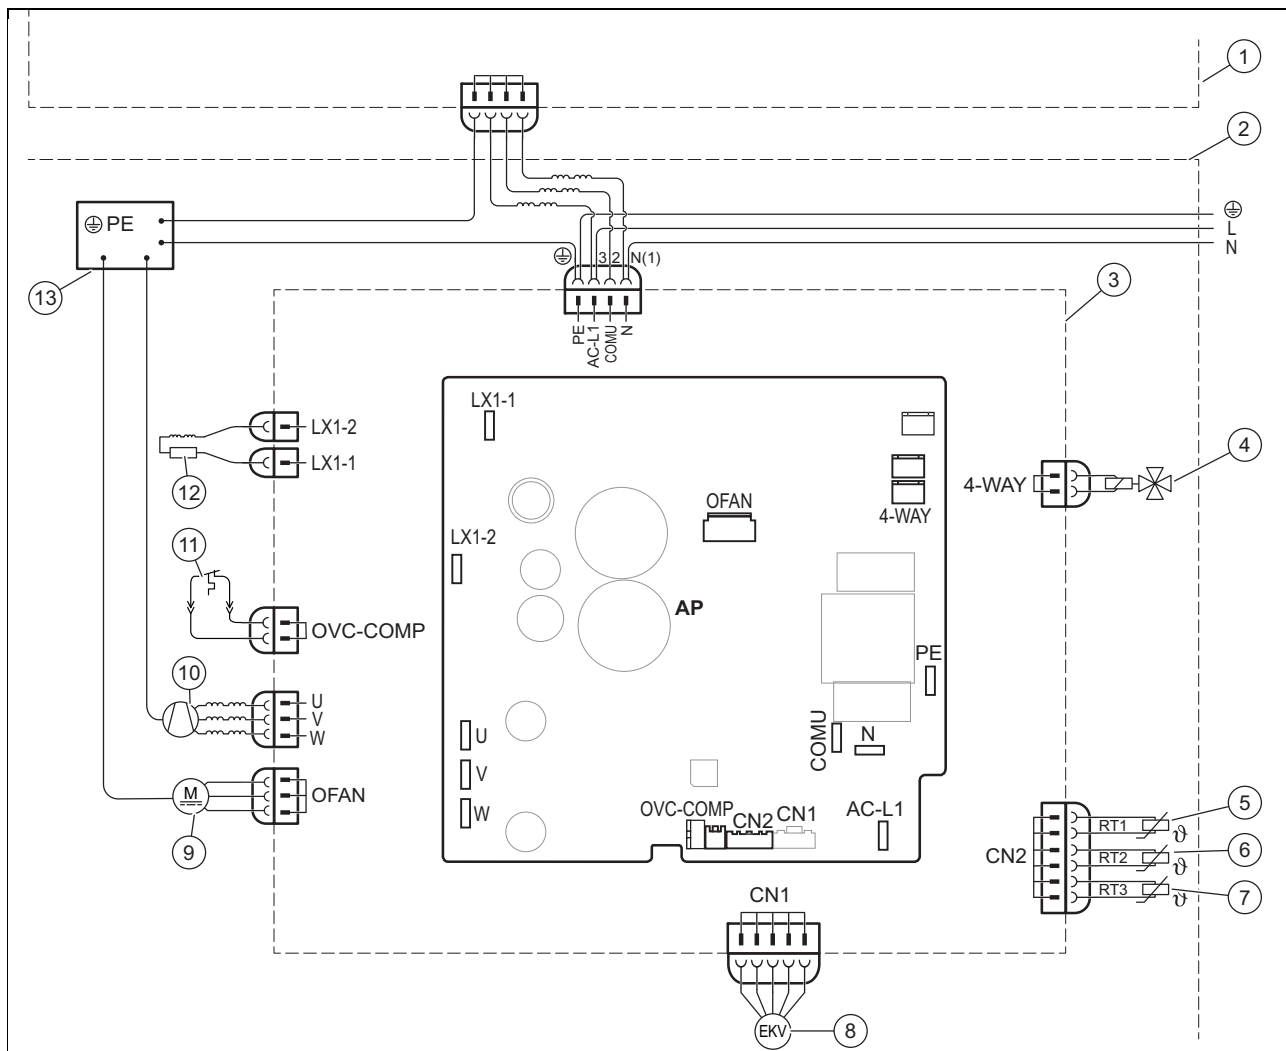 1
2
⏚ PE
⏚
L
N
⏚ 3 2 N(1)
13
3
PE
AC-L1
COMU
N
LX1-1
LX1-2
LX1-1
12
4-WAY
4
OFAN
4-WAY
11
LX1-2
AP
OVC-COMP
PE
10
U
V
W
COMU
N
U
V
W
M
OFAN
9
OVC-COMP
CN2
CN1
AC-L1
5
RT1
ϑ
CN2
RT2
ϑ
6
RT3
ϑ
7
CN1
EKV
8